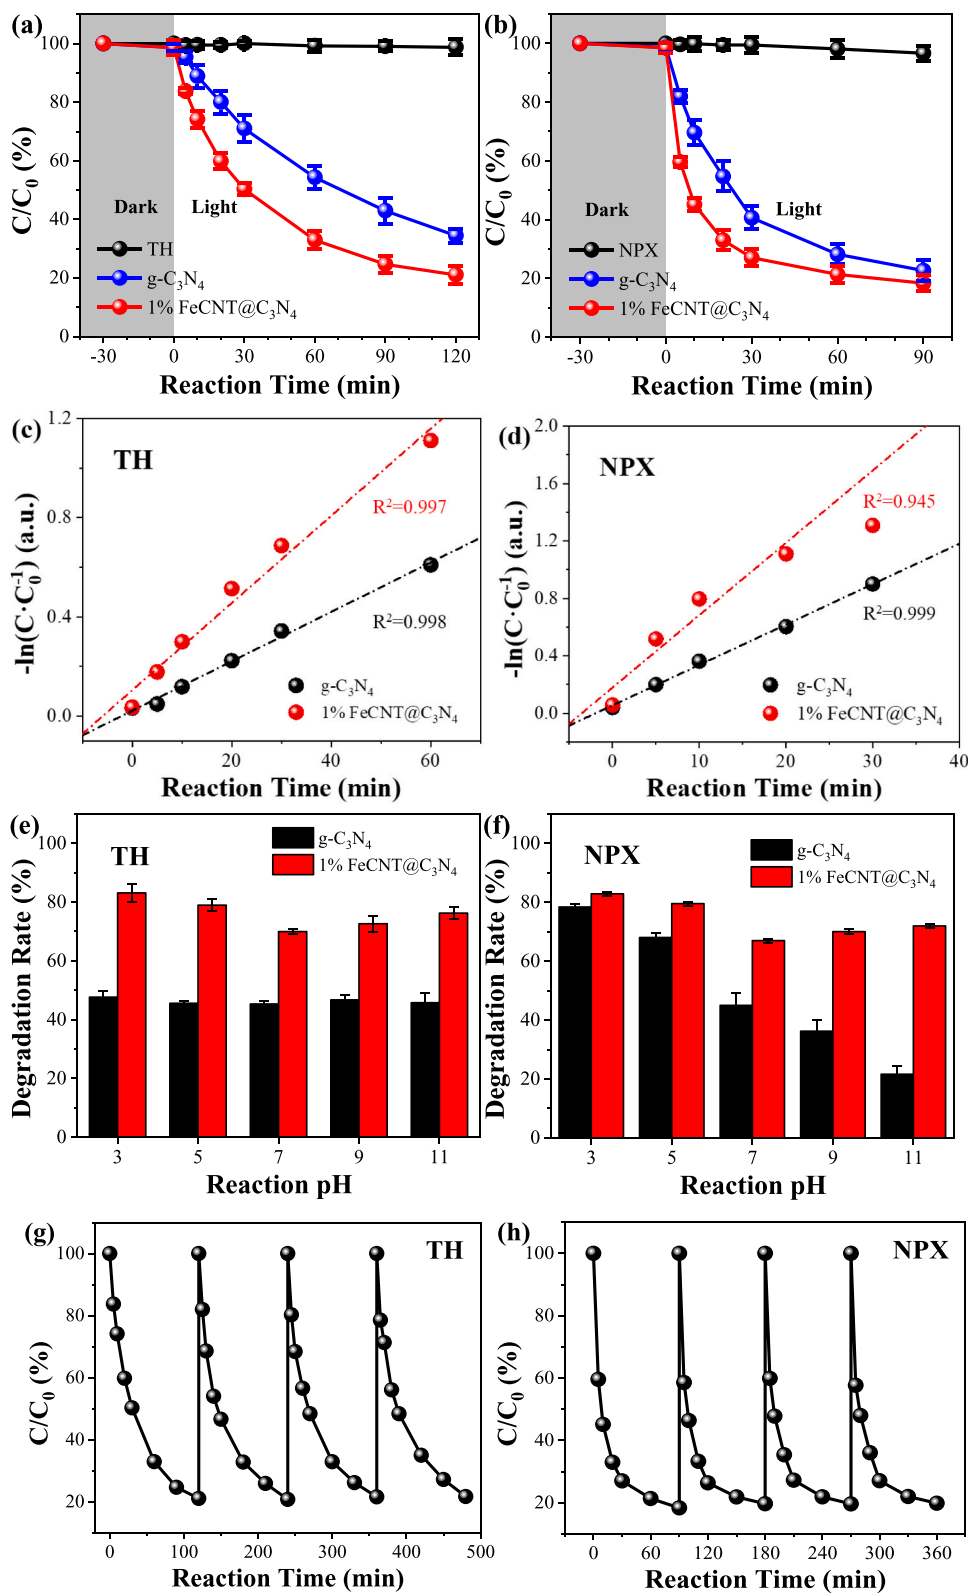 (a)
C/C₀ (%)
100
80
60
40
20
0
Dark
Light
TH
g-C₃N₄
1% FeCNT@C₃N₄
-30 0 30 60 90 120
Reaction Time (min)
(b)
C/C₀ (%)
100
80
60
40
20
0
Dark
Light
NPX
g-C₃N₄
1% FeCNT@C₃N₄
-30 0 30 60 90
Reaction Time (min)
(c)
TH
-ln(C·C₀⁻¹) (a.u.)
1.2
0.8
0.4
0.0
R²=0.997
R²=0.998
g-C₃N₄
1% FeCNT@C₃N₄
0 20 40 60
Reaction Time (min)
(d)
NPX
-ln(C·C₀⁻¹) (a.u.)
2.0
1.6
1.2
0.8
0.4
0.0
R²=0.945
R²=0.999
g-C₃N₄
1% FeCNT@C₃N₄
0 10 20 30 40
Reaction Time (min)
(e)
TH
g-C₃N₄
1% FeCNT@C₃N₄
Degradation Rate (%)
100
80
60
40
20
0
3 5 7 9 11
Reaction pH
(f)
NPX
g-C₃N₄
1% FeCNT@C₃N₄
Degradation Rate (%)
100
80
60
40
20
0
3 5 7 9 11
Reaction pH
(g)
TH
C/C₀ (%)
100
80
60
40
20
0 100 200 300 400 500
Reaction Time (min)
(h)
NPX
C/C₀ (%)
100
80
60
40
20
0 60 120 180 240 300 360
Reaction Time (min)